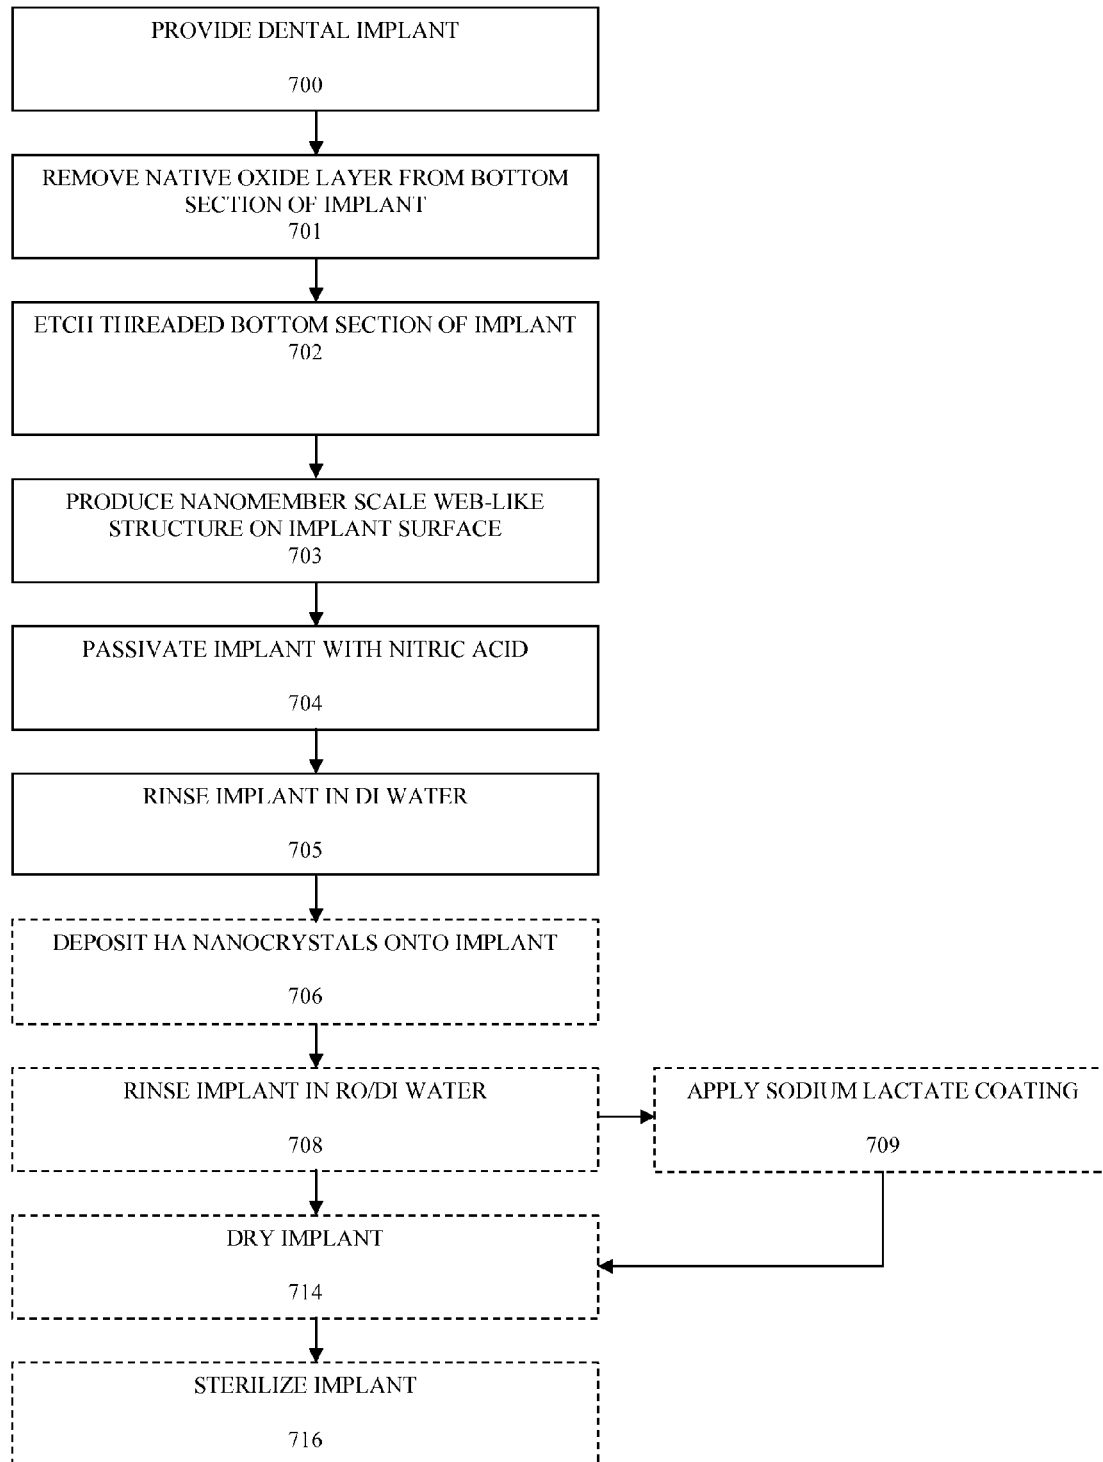 PROVIDE DENTAL IMPLANT
700
REMOVE NATIVE OXIDE LAYER FROM BOTTOM
SECTION OF IMPLANT
701
ETCH THREADED BOTTOM SECTION OF IMPLANT
702
PRODUCE NANOMEMBER SCALE WEB-LIKE
STRUCTURE ON IMPLANT SURFACE
703
PASSIVATE IMPLANT WITH NITRIC ACID
704
RINSE IMPLANT IN DI WATER
705
DEPOSIT HA NANOCRYSTALS ONTO IMPLANT
706
RINSE IMPLANT IN RO/DI WATER
708
APPLY SODIUM LACTATE COATING
709
DRY IMPLANT
714
STERILIZE IMPLANT
716